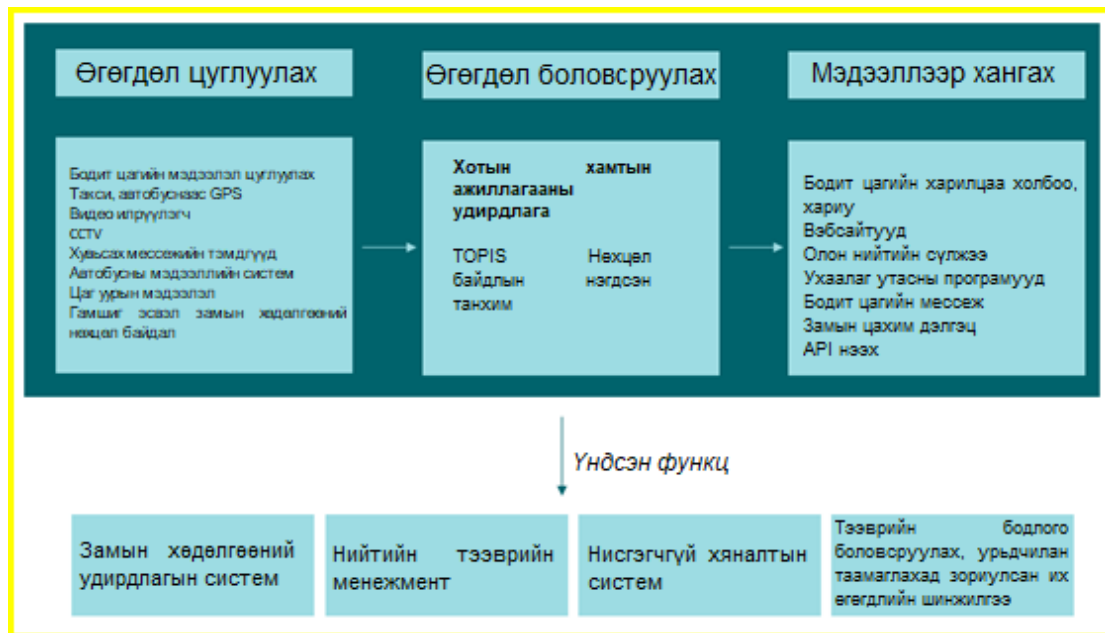 Өгөгдөл цуглуулах
Өгөгдөл боловсруулах
Мэдээллээр хангах
Бодит цагийн мэдээлэл цуглуулах
Такси, автобуснаас GPS
Видео илрүүлэгч
CCTV
Хувьсах мессежийн тэмдгүүд
Автобусны мэдээллийн систем
Цаг уурын мэдээлэл
Гамшиг эсвэл замын хөдөлгөөний
нөхцөл байдал
Хотын хамтын
ажиллагааны
удирдлага
TOPIS Нөхцөл
байдлын нэгдсэн
танхим
Бодит цагийн харилцаа холбоо,
хариу
Вэбсайтууд
Олон нийтийн сүлжээ
Ухаалаг утасны програмууд
Бодит цагийн мессеж
Замын цахим дэлгэц
API нээх
Үндсэн функц
Замын хөдөлгөөний
удирдлагын систем
Нийтийн тээврийн
менежмент
Нисгэгчгүй хяналтын
систем
Тээврийн бодлого
боловсруулах, урьдчилан
таамаглахад зориулсан их
өгөгдлийн шинжилгээ